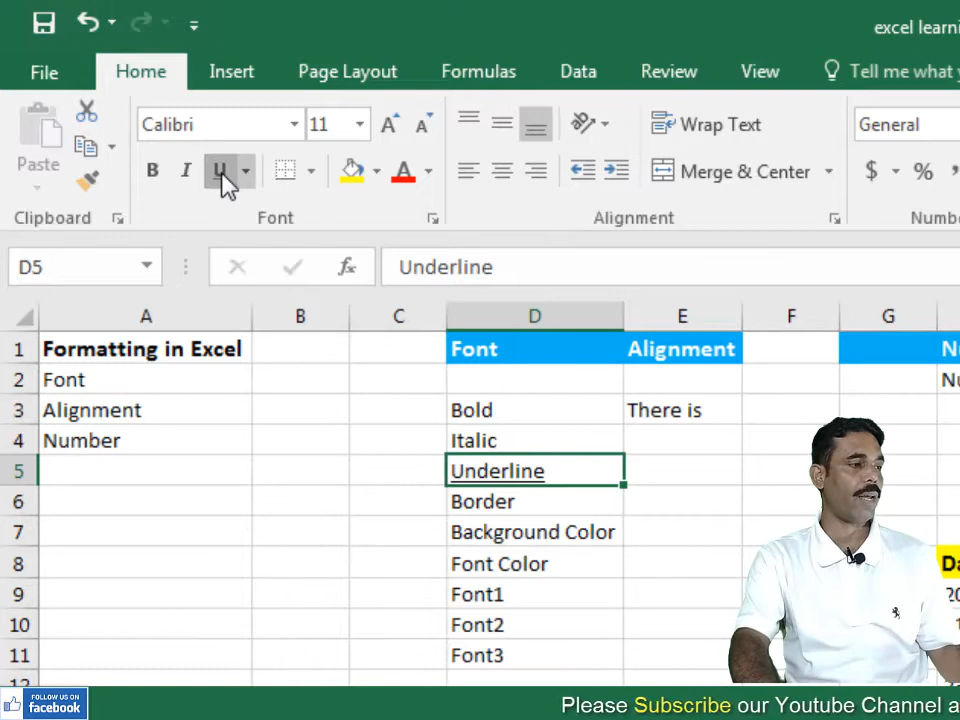 excel learni
File Home Insert Page Layout Formulas Data Review View Tell me what y
Paste
Calibri 11 Wrap Text General
B I U A Merge & Center $ %
Clipboard Font Alignment Numb
D5 fx Underline
A B C D E F G
1 Formatting in Excel Font Alignment N
2 Font Nu
3 Alignment Bold There is
4 Number Italic
5 Underline
6 Border
7 Background Color
8 Font Color Da
9 Font1 20
10 Font2 1
11 Font3
FOLLOW US ON
facebook
Please Subscribe our Youtube Channel a